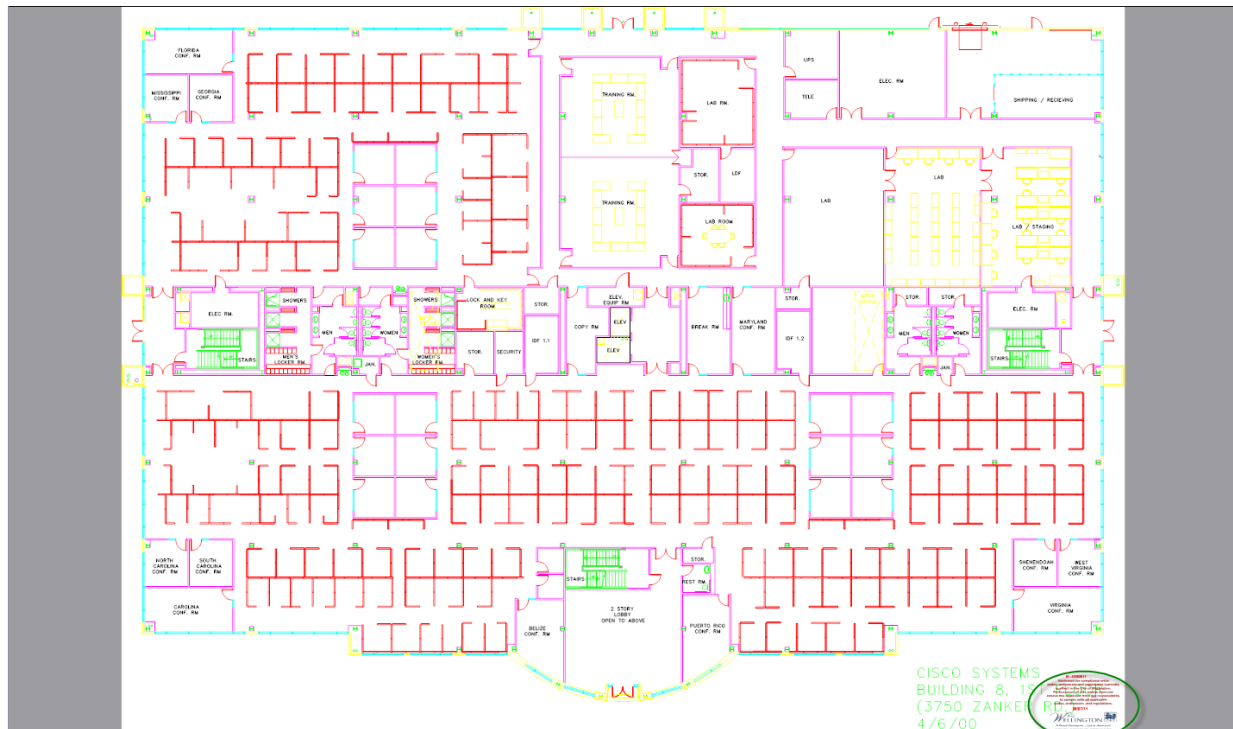 FLORIDA
CONF. RM
MISSISSIPPI
CONF. RM
GEORGIA
CONF. RM
TRAINING RM.
LAB RM.
UPS
TELE
ELEC. RM
SHIPPING / RECIEVING
STOR.
LDF
TRAINING RM.
LAB ROOM
LAB
LAB
LAB / STAGING
ELEC RM.
STAIRS
SHOWERS
MEN'S
LOCKER RM.
MEN
WOMEN
JAN.
SHOWERS
WOMEN'S
LOCKER RM.
LOCK AND KEY
ROOM
STOR.
SECURITY
STOR.
IDF 1.1
COPY RM
ELEV.
EQUIP RM
ELEV
ELEV
BREAK RM.
MARYLAND
CONF. RM
STOR.
IDF 1.2
STOR.
STOR.
MEN
WOMEN
JAN.
ELEC. RM
STAIRS
NORTH
CAROLINA
CONF. RM
SOUTH
CAROLINA
CONF. RM
CAROLINA
CONF. RM
STAIRS
2 STORY
LOBBY
OPEN TO ABOVE
BELIZE
CONF. RM
STOR.
REST RM.
PUERTO RICO
CONF. RM
SHENENDOAH
CONF. RM
WEST
VIRGINIA
CONF. RM
VIRGINIA
CONF. RM
CISCO SYSTEMS
BUILDING 8,
(3750 ZANKER
4/6/00
WELLINGTON